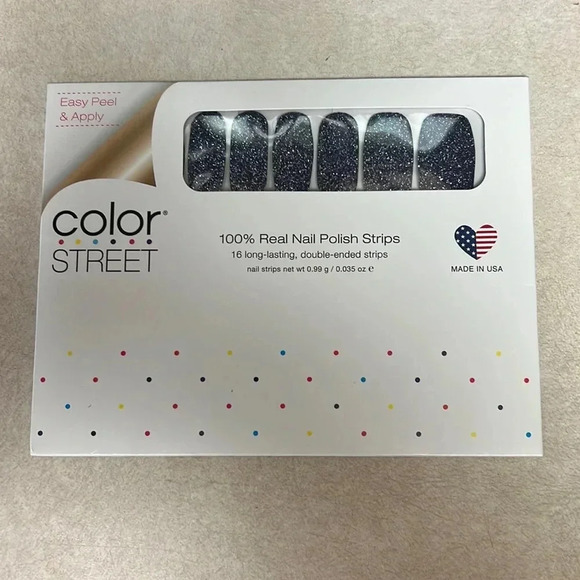 Easy Peel
& Apply
color®
STREET
100% Real Nail Polish Strips
16 long-lasting, double-ended strips
nail strips net wt 0.99 g / 0.035 oz ℮
MADE IN USA